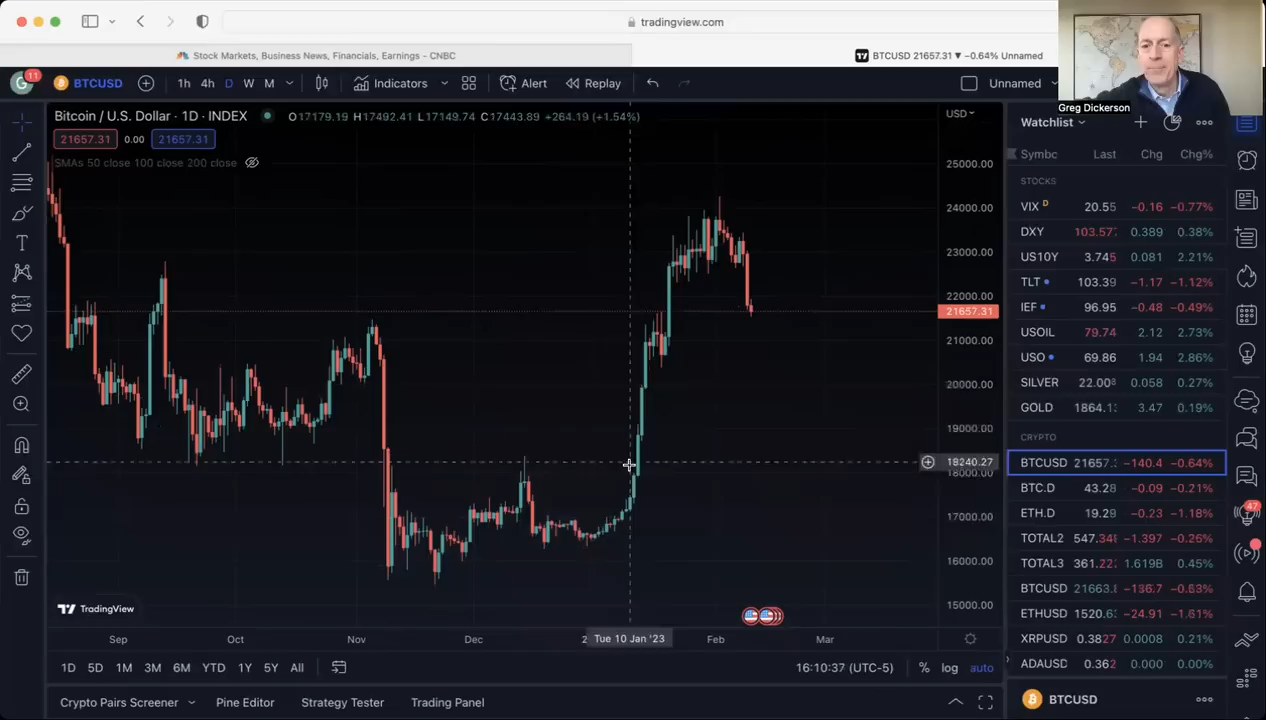 tradingview.com
Stock Markets, Business News, Financials, Earnings - CNBC
BTCUSD 21657.31 ▼ −0.64% Unnamed
G 11 BTCUSD 1h 4h D W M Indicators Alert Replay Unnamed
Greg Dickerson
Bitcoin / U.S. Dollar · 1D · INDEX O17179.19 H17492.41 L17149.74 C17443.89 +264.19 (+1.54%)
21657.31 0.00 21657.31
SMAs 50 close 100 close 200 close
USD
25000.00
24000.00
23000.00
22000.00
21657.31
21000.00
20000.00
19000.00
18240.27
18000.00
17000.00
16000.00
15000.00
TradingView
Sep Oct Nov Dec Tue 10 Jan '23 Feb Mar
1D 5D 1M 3M 6M YTD 1Y 5Y All 16:10:37 (UTC-5) % log auto
Crypto Pairs Screener Pine Editor Strategy Tester Trading Panel
Watchlist
Symbc Last Chg Chg%
STOCKS
VIX D 20.55 −0.16 −0.77%
DXY 103.577 0.389 0.38%
US10Y 3.745 0.081 2.21%
TLT 103.39 −1.17 −1.12%
IEF 96.95 −0.48 −0.49%
USOIL 79.74 2.12 2.73%
USO 69.86 1.94 2.86%
SILVER 22.008 0.058 0.27%
GOLD 1864.1 3.47 0.19%
CRYPTO
BTCUSD 21657. −140.4 −0.64%
BTC.D 43.28 −0.09 −0.21%
ETH.D 19.29 −0.23 −1.18%
TOTAL2 547.34 −1.397 −0.26%
TOTAL3 361.22 1.619B 0.45%
BTCUSD 21663. −136.7 −0.63%
ETHUSD 1520.6 −24.91 −1.61%
XRPUSD 0.3827 0.0008 0.21%
ADAUSD 0.362 0.000 0.00%
BTCUSD
47